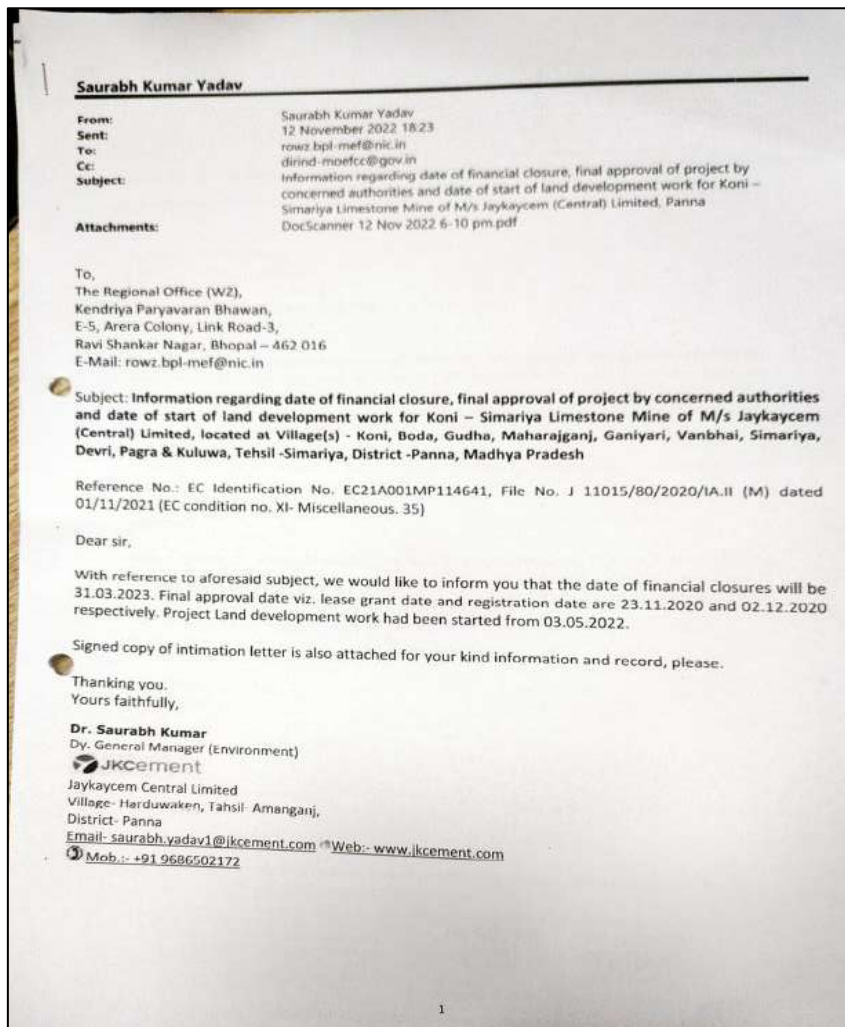 Saurabh Kumar Yadav
From: Saurabh Kumar Yadav
Sent: 12 November 2022 18:23
To: rowz.bpl-mef@nic.in
Cc: dirind-moefcc@gov.in
Subject: Information regarding date of financial closure, final approval of project by
concerned authorities and date of start of land development work for Koni –
Simariya Limestone Mine of M/s Jaykaycem (Central) Limited, Panna
Attachments: DocScanner 12 Nov 2022 6-10 pm.pdf
To,
The Regional Office (WZ),
Kendriya Paryavaran Bhawan,
E-5, Arera Colony, Link Road-3,
Ravi Shankar Nagar, Bhopal – 462 016
E-Mail: rowz.bpl-mef@nic.in
Subject: Information regarding date of financial closure, final approval of project by concerned authorities
and date of start of land development work for Koni – Simariya Limestone Mine of M/s Jaykaycem
(Central) Limited, located at Village(s) - Koni, Boda, Gudha, Maharajganj, Ganiyari, Vanbhai, Simariya,
Devri, Pagra & Kuluwa, Tehsil -Simariya, District -Panna, Madhya Pradesh
Reference No.: EC Identification No. EC21A001MP114641, File No. J 11015/80/2020/IA.II (M) dated
01/11/2021 (EC condition no. XI- Miscellaneous. 35)
Dear sir,
With reference to aforesaid subject, we would like to inform you that the date of financial closures will be
31.03.2023. Final approval date viz. lease grant date and registration date are 23.11.2020 and 02.12.2020
respectively. Project Land development work had been started from 03.05.2022.
Signed copy of intimation letter is also attached for your kind information and record, please.
Thanking you.
Yours faithfully,
Dr. Saurabh Kumar
Dy. General Manager (Environment)
JKCement
Jaykaycem Central Limited
Village- Harduwaken, Tahsil- Amanganj,
District- Panna
Email- saurabh.yadav1@jkcement.com Web:- www.jkcement.com
Mob.:- +91 9686502172
1